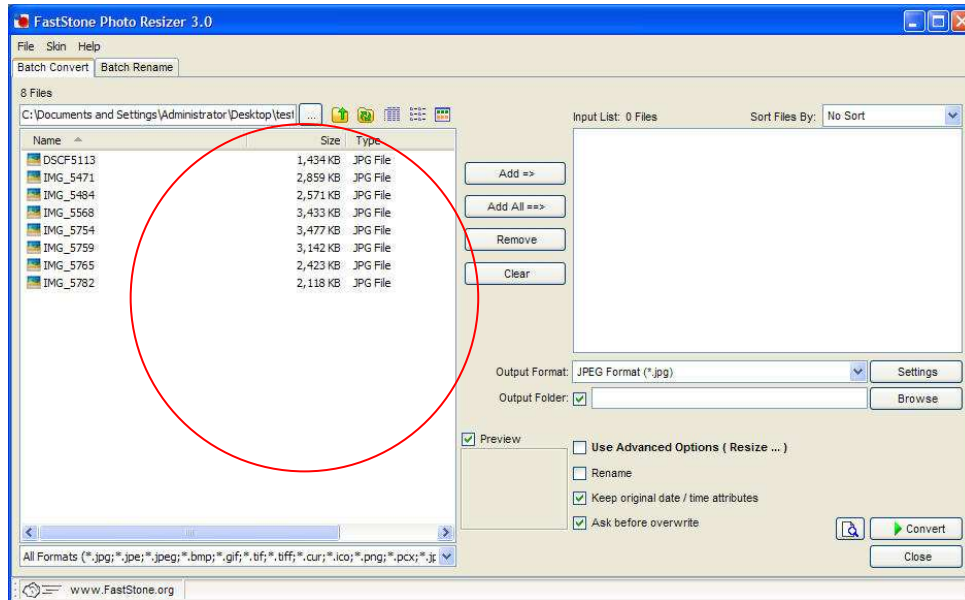 FastStone Photo Resizer 3.0
File Skin Help
Batch Convert Batch Rename
8 Files
C:\Documents and Settings\Administrator\Desktop\test ...
Input List: 0 Files Sort Files By: No Sort
Name Size Type
DSCF5113 1,434 KB JPG File
IMG_5471 2,859 KB JPG File
IMG_5484 2,571 KB JPG File
IMG_5568 3,433 KB JPG File
IMG_5754 3,477 KB JPG File
IMG_5759 3,142 KB JPG File
IMG_5765 2,423 KB JPG File
IMG_5782 2,118 KB JPG File
Add =>
Add All ==>
Remove
Clear
Output Format: JPEG Format (*.jpg) Settings
Output Folder: Browse
Preview
Use Advanced Options ( Resize ... )
Rename
Keep original date / time attributes
Ask before overwrite
Convert
All Formats (*.jpg;*.jpe;*.jpeg;*.bmp;*.gif;*.tif;*.tiff;*.cur;*.ico;*.png;*.pcx;*.jp
Close
www.FastStone.org